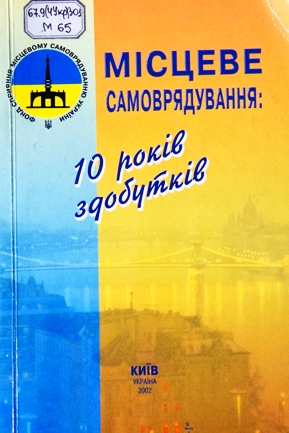 67.9(4Укр)301
М 65
ФОНД СПРИЯННЯ МІСЦЕВОМУ САМОВРЯДУВАННЮ УКРАЇНИ
МІСЦЕВЕ
САМОВРЯДУВАННЯ:
10 років
здобутків
КИЇВ
УКРАЇНА
2002